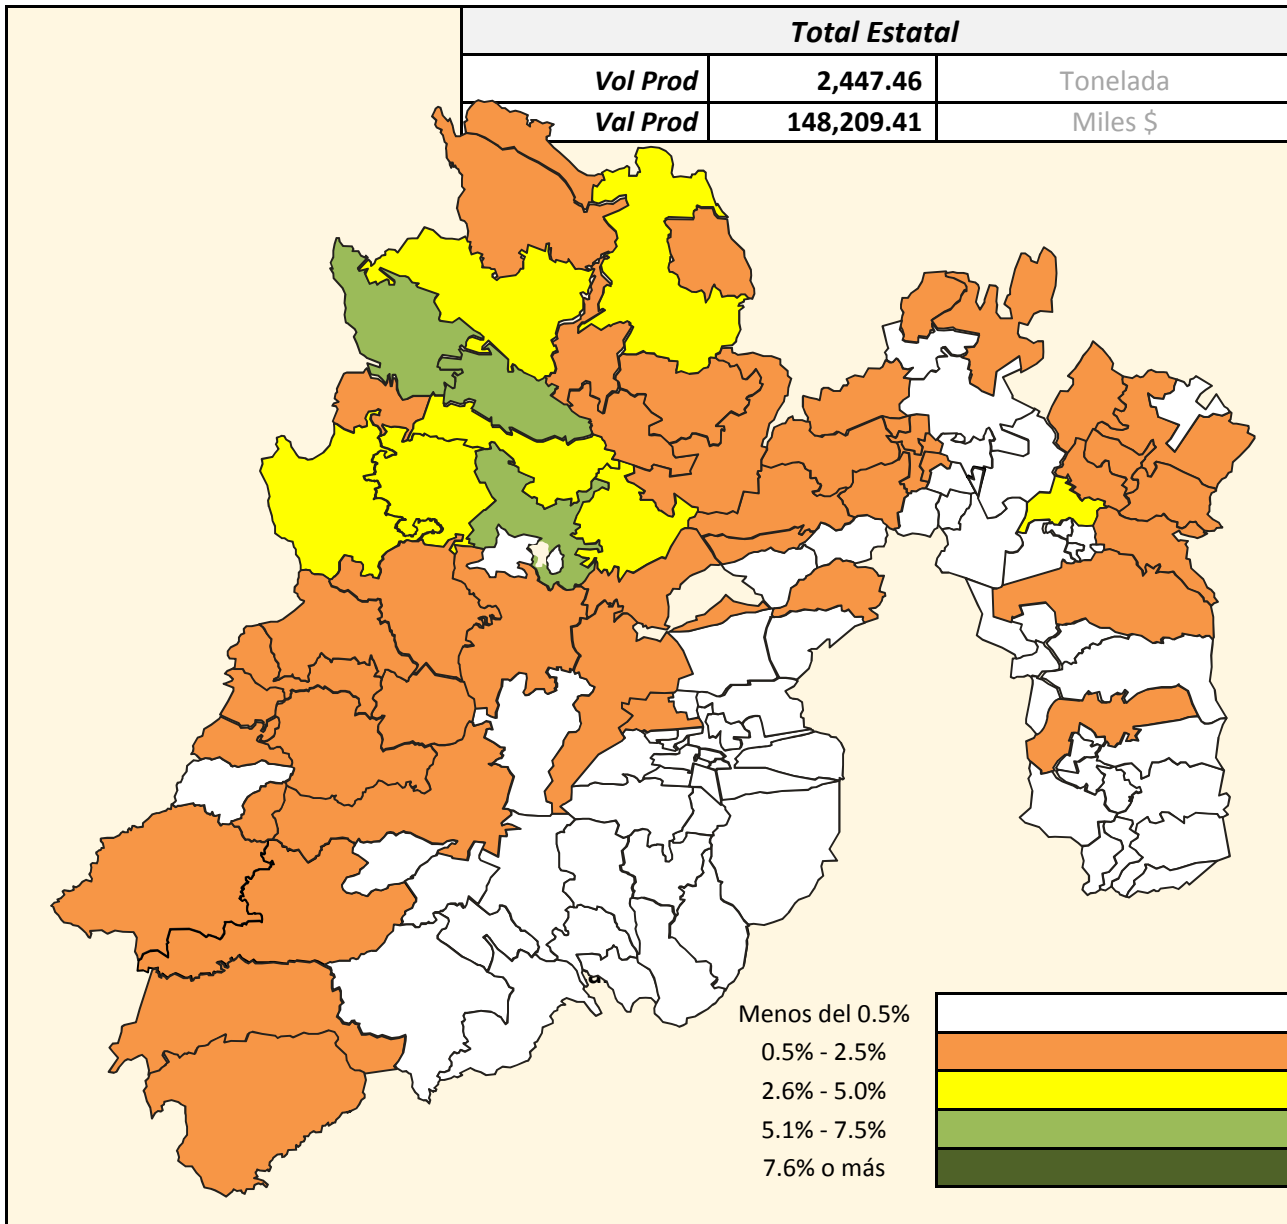 Total Estatal
Vol Prod 2,447.46 Tonelada
Val Prod 148,209.41 Miles $
Menos del 0.5%
0.5% - 2.5%
2.6% - 5.0%
5.1% - 7.5%
7.6% o más